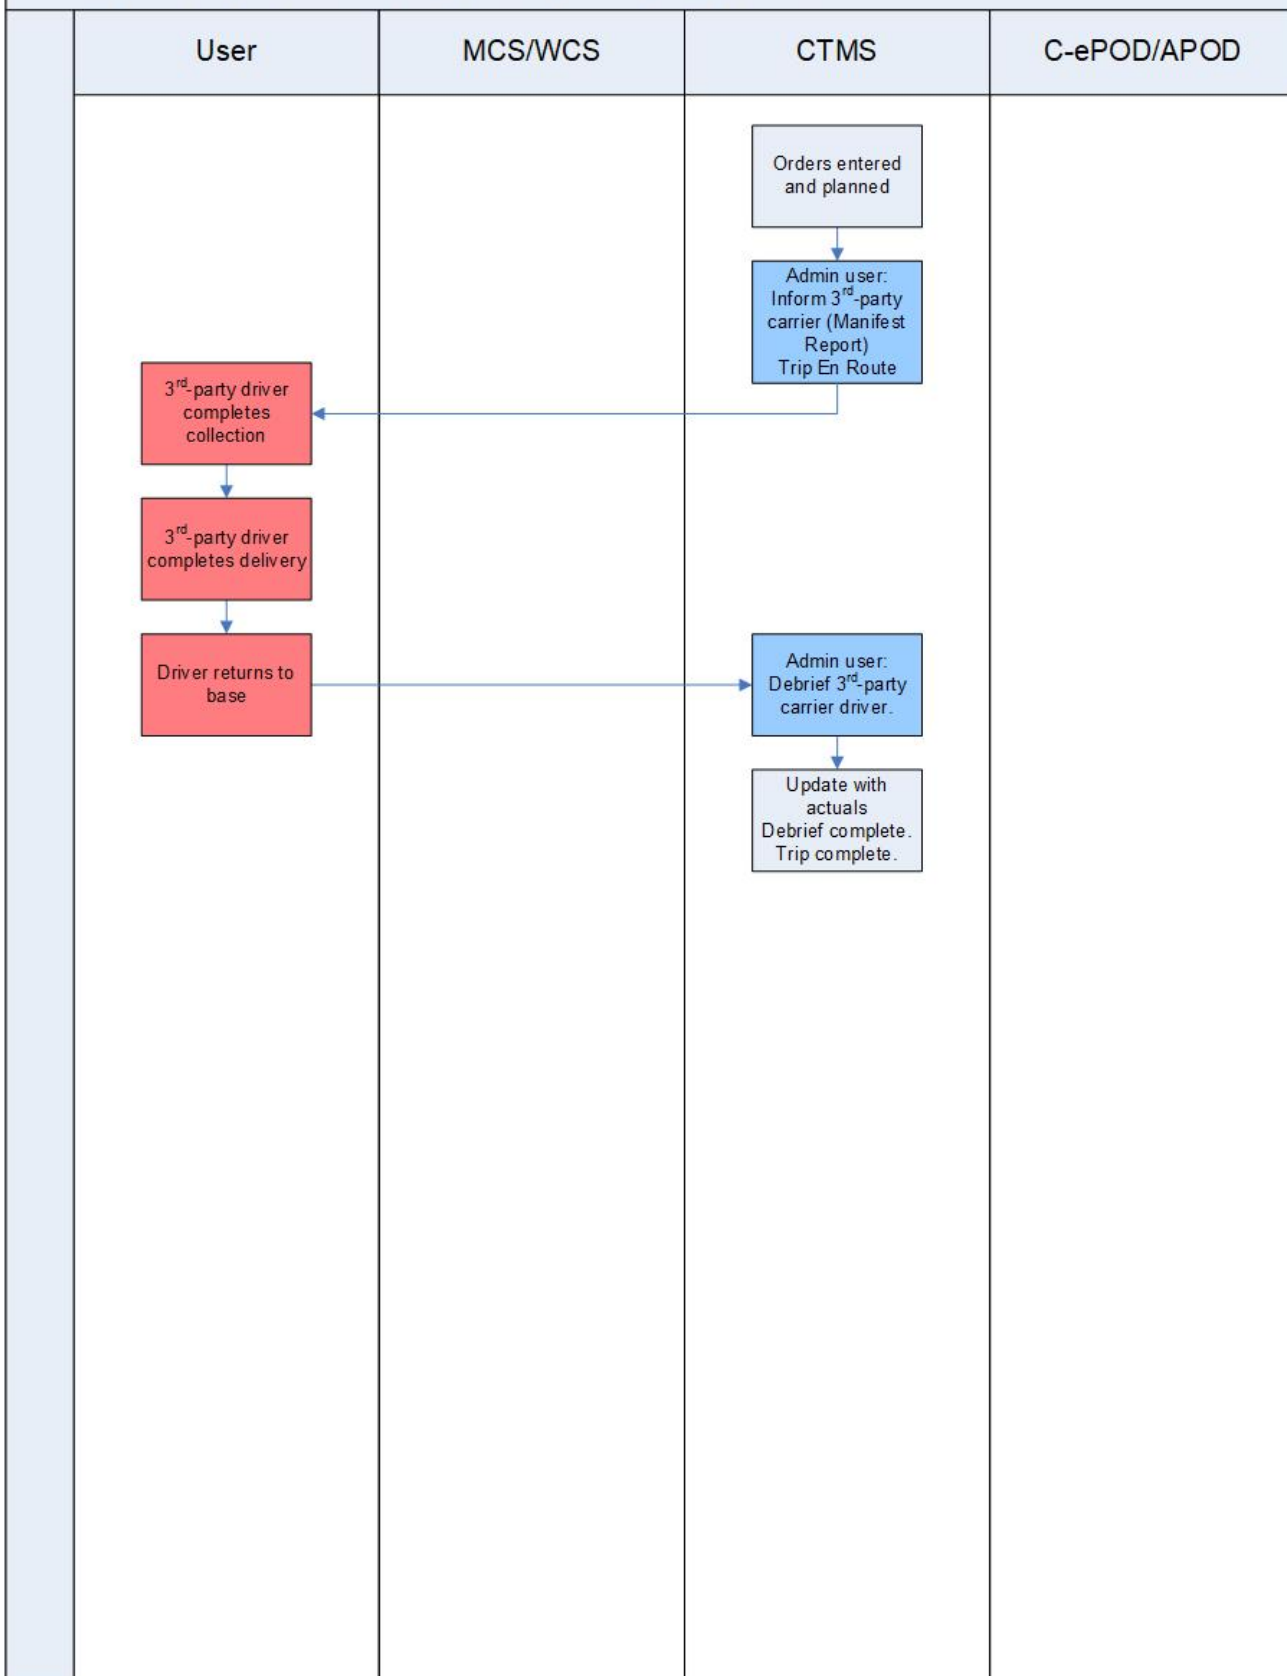 User
MCS/WCS
CTMS
C-ePOD/APOD
Orders entered
and planned
Admin user:
Inform 3rd-party
carrier (Manifest
Report)
Trip En Route
3rd-party driver
completes
collection
3rd-party driver
completes delivery
Driver returns to
base
Admin user:
Debrief 3rd-party
carrier driver.
Update with
actuals
Debrief complete.
Trip complete.